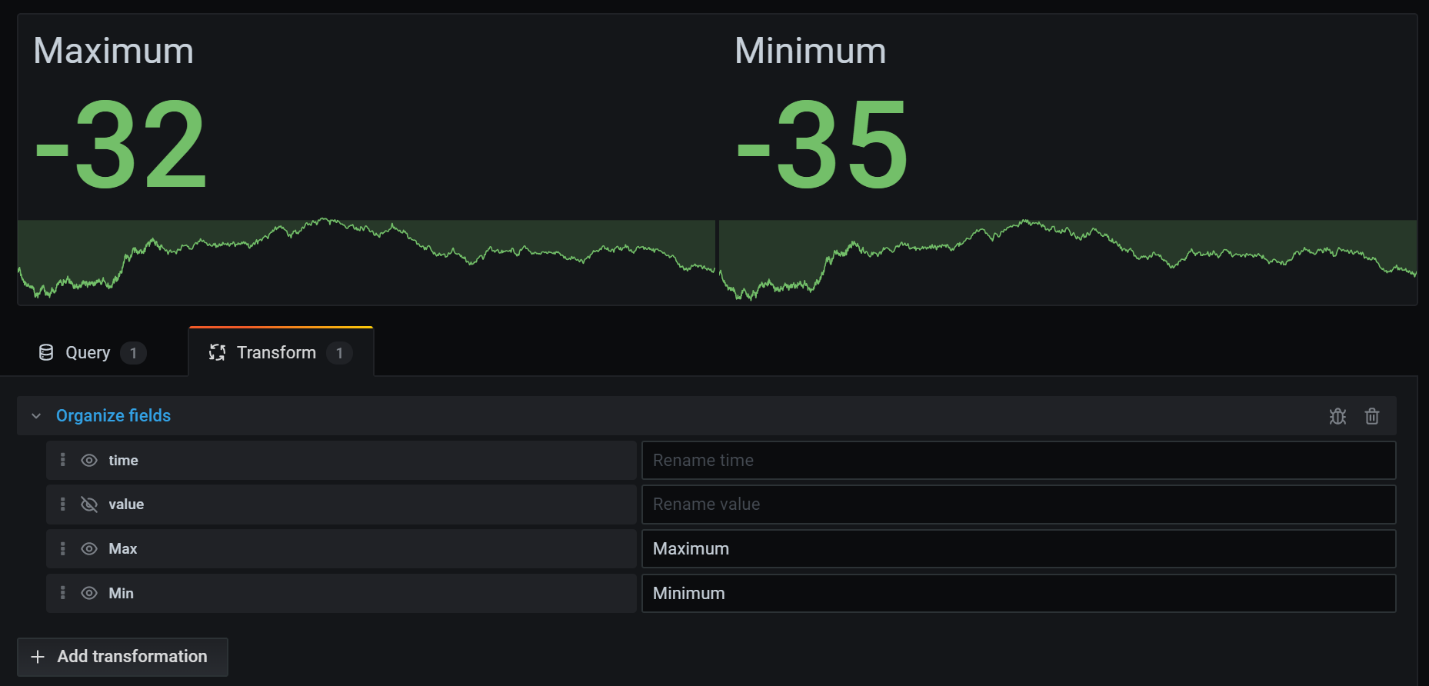 Maximum
Minimum
-32
-35
Query 1
Transform 1
Organize fields
time
Rename time
value
Rename value
Max
Maximum
Min
Minimum
+ Add transformation